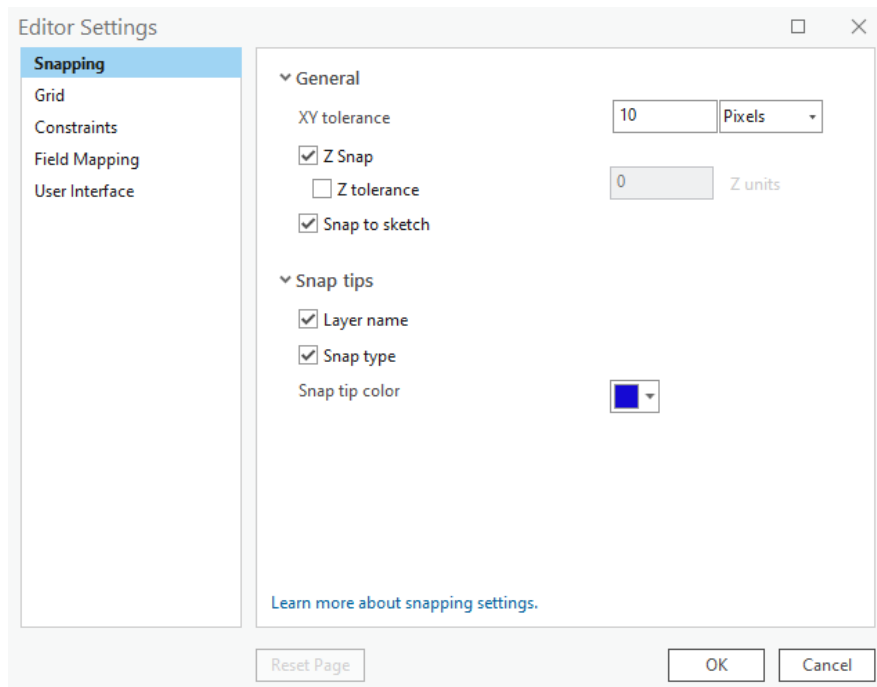 Editor Settings
Snapping
Grid
Constraints
Field Mapping
User Interface
General
XY tolerance 10 Pixels
Z Snap
Z tolerance 0 Z units
Snap to sketch
Snap tips
Layer name
Snap type
Snap tip color
Learn more about snapping settings.
Reset Page OK Cancel